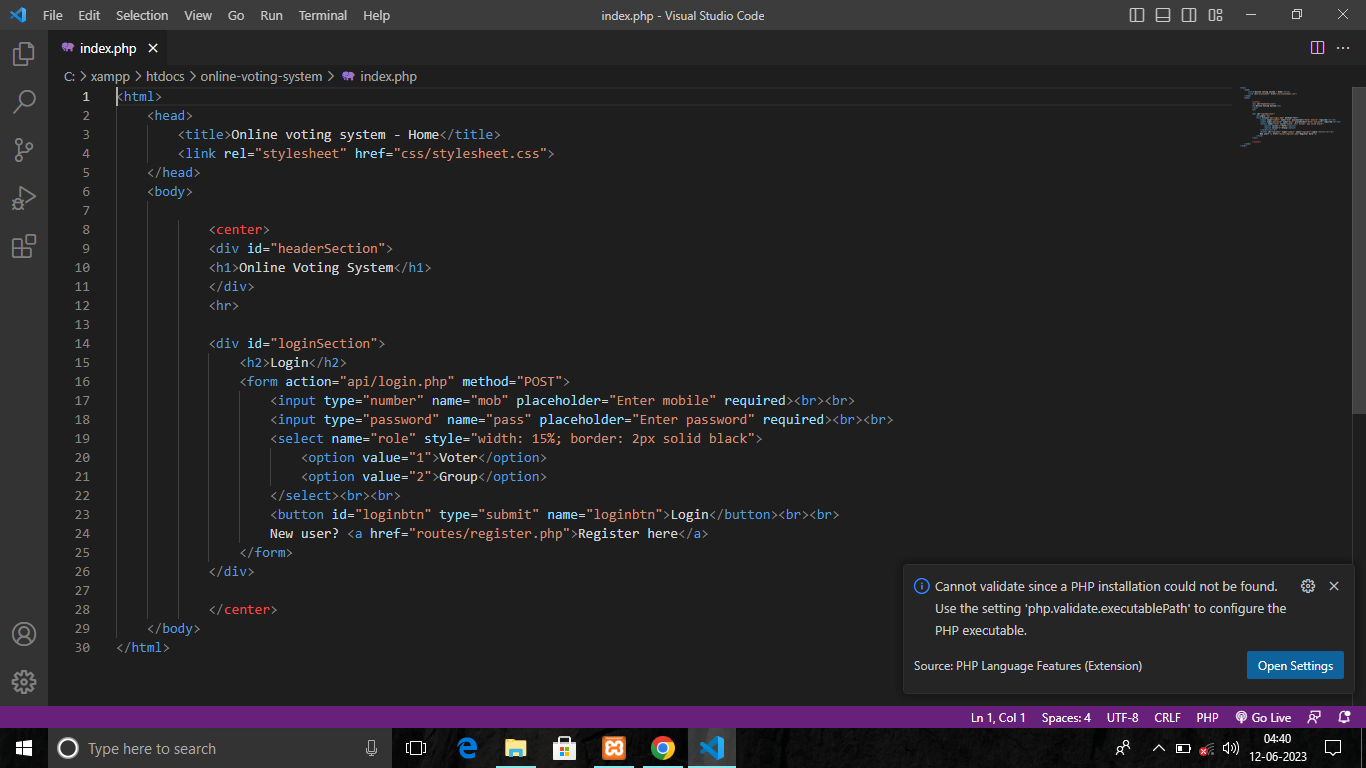 File Edit Selection View Go Run Terminal Help index.php - Visual Studio Code
index.php
C: > xampp > htdocs > online-voting-system > index.php
1 <html>
2 <head>
3 <title>Online voting system - Home</title>
4 <link rel="stylesheet" href="css/stylesheet.css">
5 </head>
6 <body>
7
8 <center>
9 <div id="headerSection">
10 <h1>Online Voting System</h1>
11 </div>
12 <hr>
13
14 <div id="loginSection">
15 <h2>Login</h2>
16 <form action="api/login.php" method="POST">
17 <input type="number" name="mob" placeholder="Enter mobile" required><br><br>
18 <input type="password" name="pass" placeholder="Enter password" required><br><br>
19 <select name="role" style="width: 15%; border: 2px solid black">
20 <option value="1">Voter</option>
21 <option value="2">Group</option>
22 </select><br><br>
23 <button id="loginbtn" type="submit" name="loginbtn">Login</button><br><br>
24 New user? <a href="routes/register.php">Register here</a>
25 </form>
26 </div>
27
28 </center>
29 </body>
30 </html>
Cannot validate since a PHP installation could not be found.
Use the setting 'php.validate.executablePath' to configure the
PHP executable.
Source: PHP Language Features (Extension) Open Settings
Ln 1, Col 1 Spaces: 4 UTF-8 CRLF PHP Go Live
Type here to search
04:40
12-06-2023